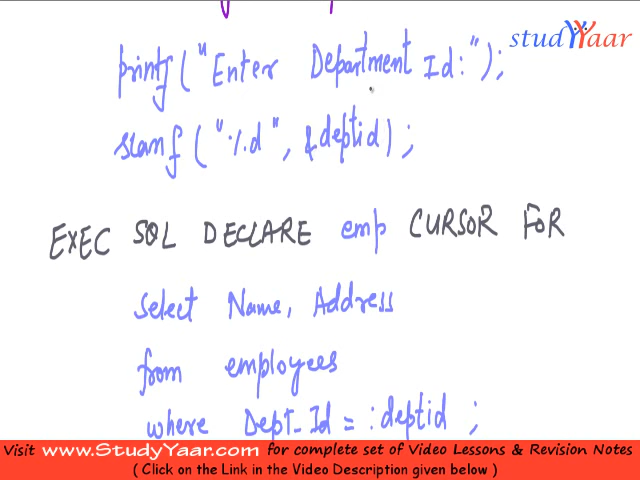 studYYaar
printf("Enter Department Id:");
scanf("%d", &deptid);
EXEC SQL DECLARE emp CURSOR FOR
select Name, Address
from employees
where Dept_Id = :deptid ;
Visit www.StudyYaar.com for complete set of Video Lessons & Revision Notes
( Click on the Link in the Video Description given below )